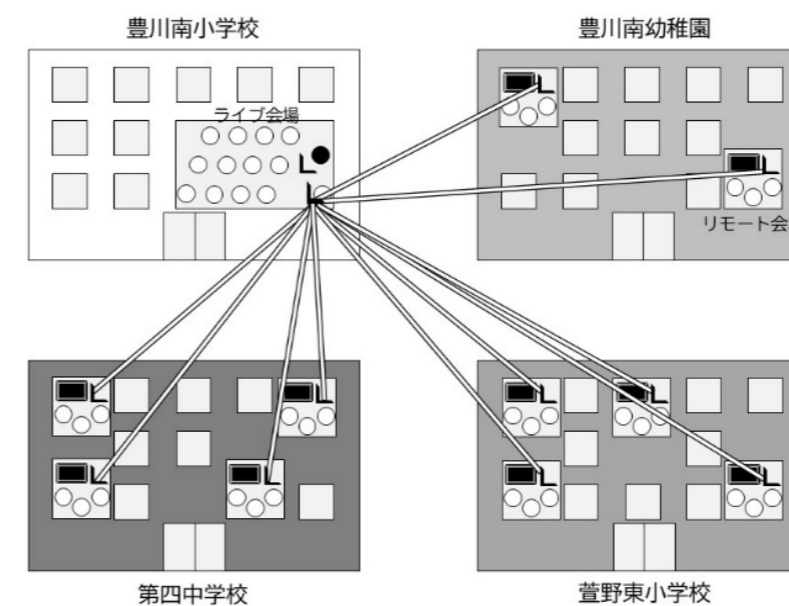 豊川南小学校
豊川南幼稚園
ライブ会場
リモート会
第四中学校
萱野東小学校